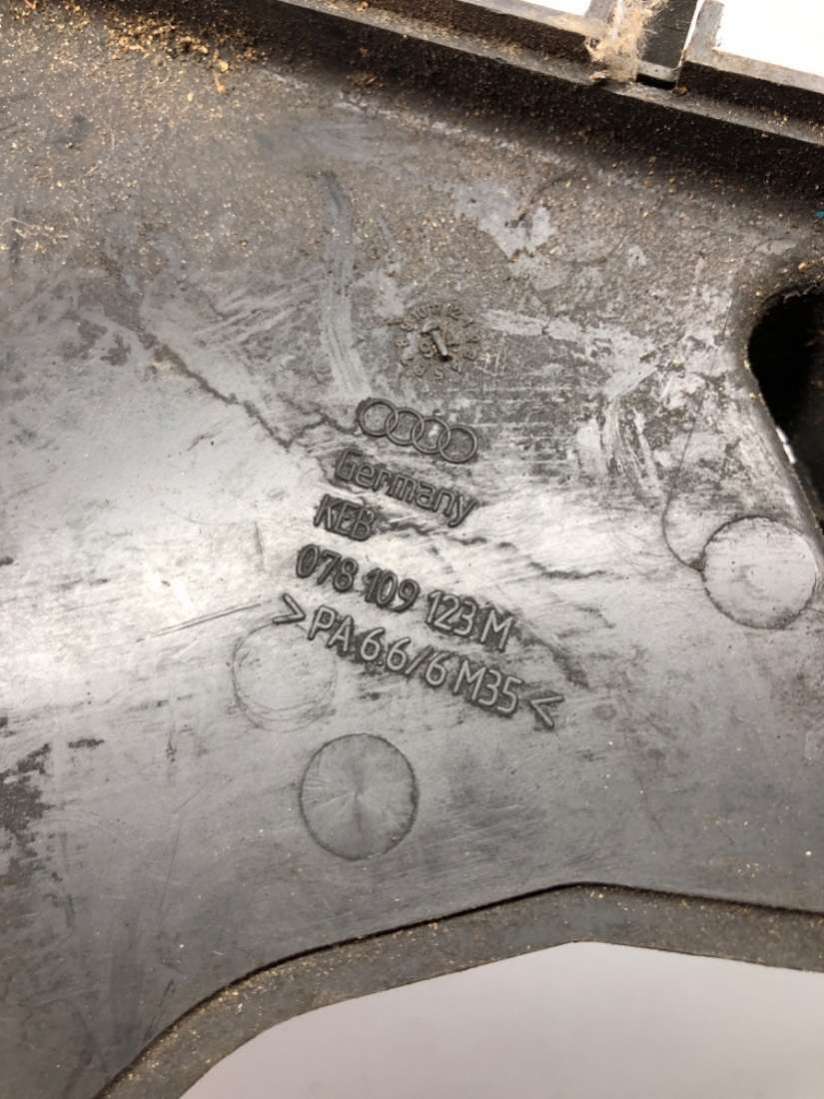 Germany
KEB
078 109 123 M
>PA 6.6/6 M35<